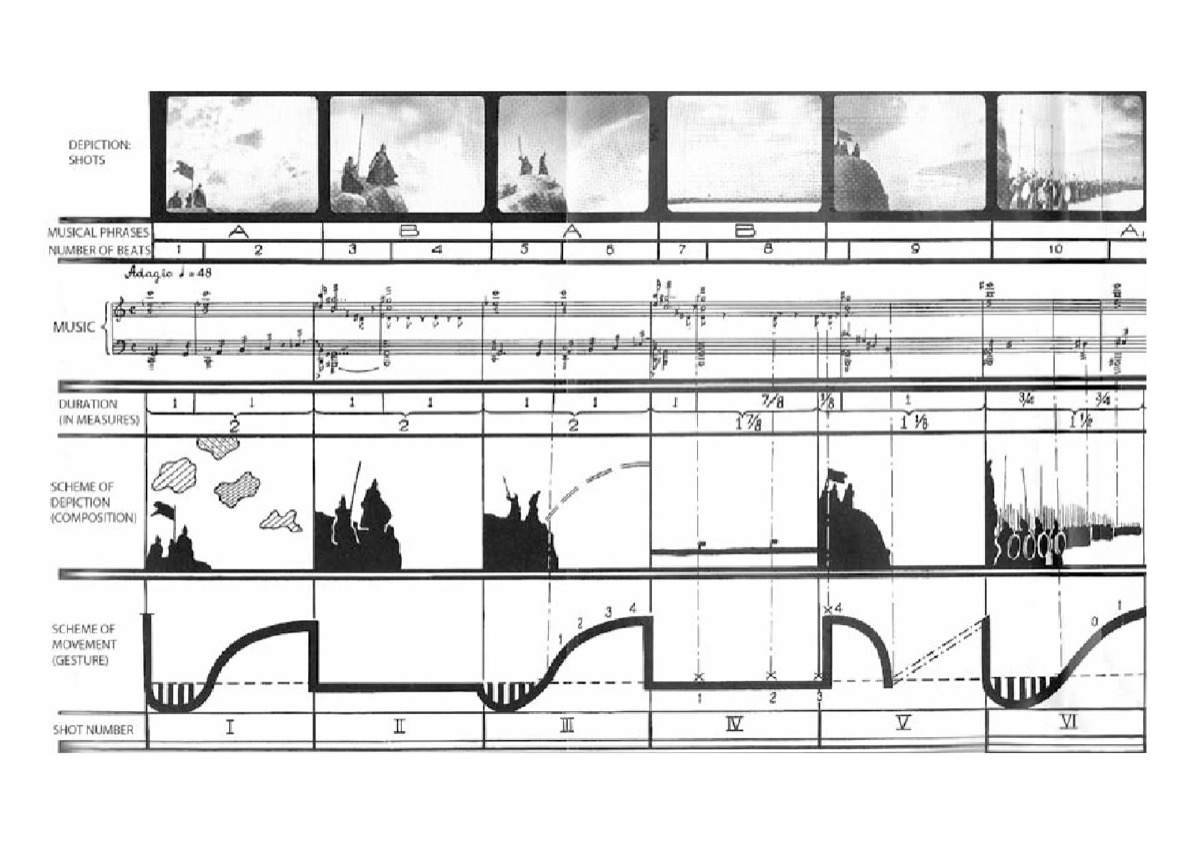 DEPICTION:
SHOTS
MUSICAL PHRASES A B A B A
NUMBER OF BEATS 1 2 3 4 5 6 7 8 9 10
Adagio ♩=48
MUSIC
DURATION 1 1 1 1 1 1 1 7/8 1/8 1 3/4 3/4
(IN MEASURES) 2 2 2 1 7/8 1 1/8 1 1/2
SCHEME OF
DEPICTION
(COMPOSITION)
SCHEME OF
MOVEMENT
(GESTURE)
1 2 3 4
1 2 3
4
0 1
SHOT NUMBER I II III IV V VI